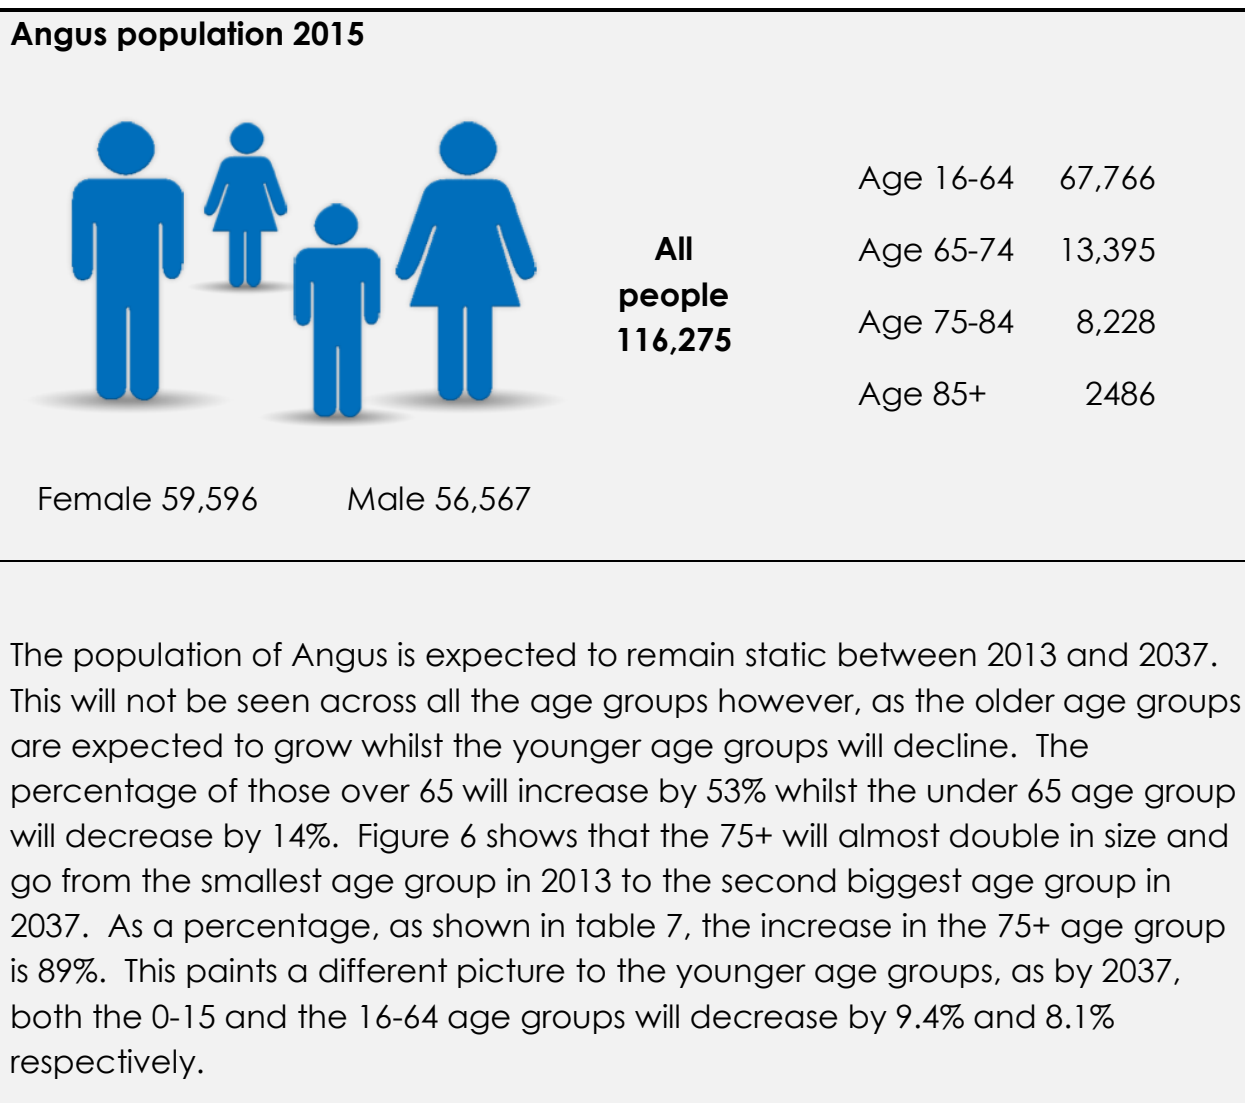 Angus population 2015
All
people
116,275
Age 16-64 67,766
Age 65-74 13,395
Age 75-84 8,228
Age 85+ 2486
Female 59,596 Male 56,567
The population of Angus is expected to remain static between 2013 and 2037.
This will not be seen across all the age groups however, as the older age groups
are expected to grow whilst the younger age groups will decline. The
percentage of those over 65 will increase by 53% whilst the under 65 age group
will decrease by 14%. Figure 6 shows that the 75+ will almost double in size and
go from the smallest age group in 2013 to the second biggest age group in
2037. As a percentage, as shown in table 7, the increase in the 75+ age group
is 89%. This paints a different picture to the younger age groups, as by 2037,
both the 0-15 and the 16-64 age groups will decrease by 9.4% and 8.1%
respectively.